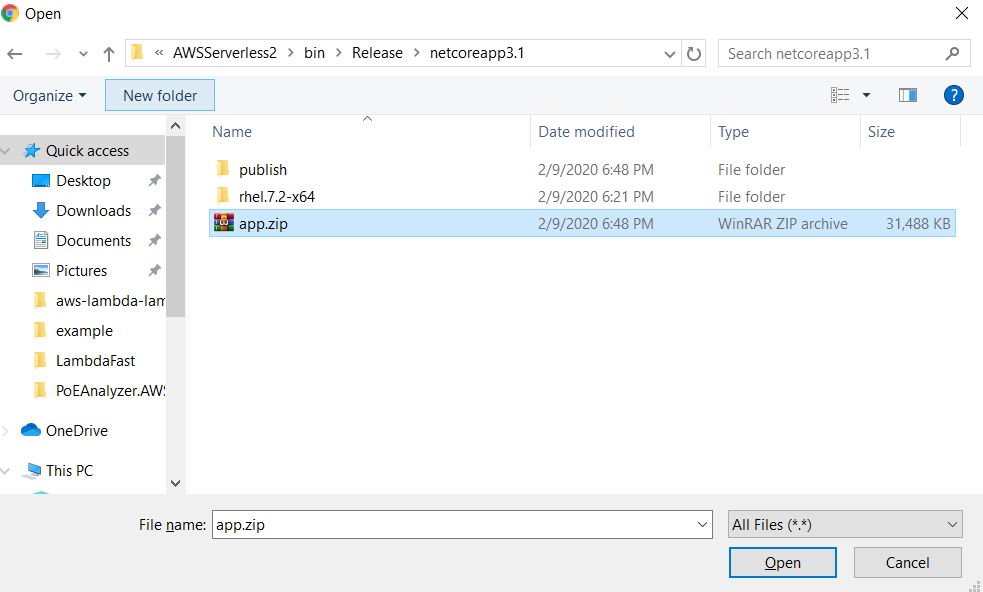 Open
« AWSServerless2 > bin > Release > netcoreapp3.1
Search netcoreapp3.1
Organize
New folder
?
Name
Date modified
Type
Size
Quick access
Desktop
Downloads
Documents
Pictures
aws-lambda-lam
example
LambdaFast
PoEAnalyzer.AWS
OneDrive
This PC
publish 2/9/2020 6:48 PM File folder
rhel.7.2-x64 2/9/2020 6:21 PM File folder
app.zip 2/9/2020 6:48 PM WinRAR ZIP archive 31,488 KB
File name: app.zip
All Files (*.*)
Open
Cancel